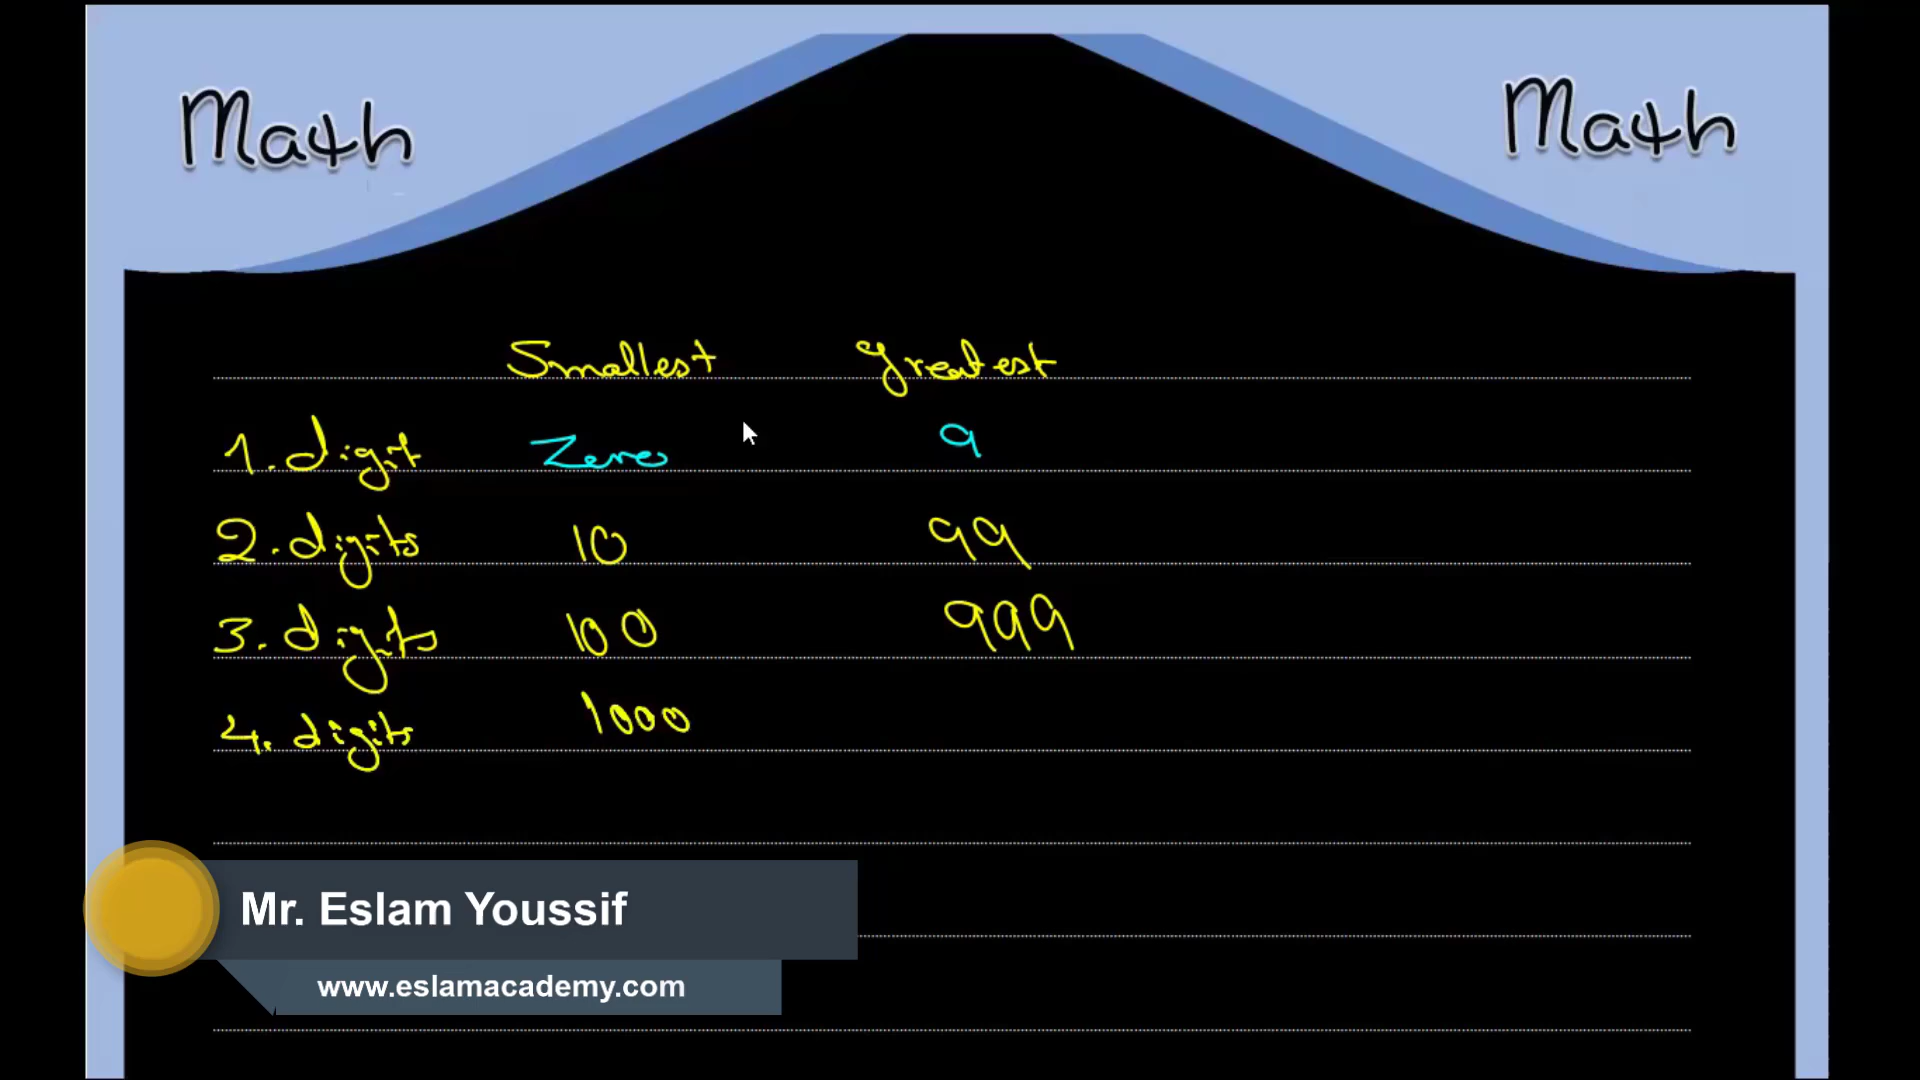 Math Math
Smallest greatest
1. digit Zero 9
2. digits 10 99
3. digits 100 999
4. digits 1000
Mr. Eslam Youssif
www.eslamacademy.com